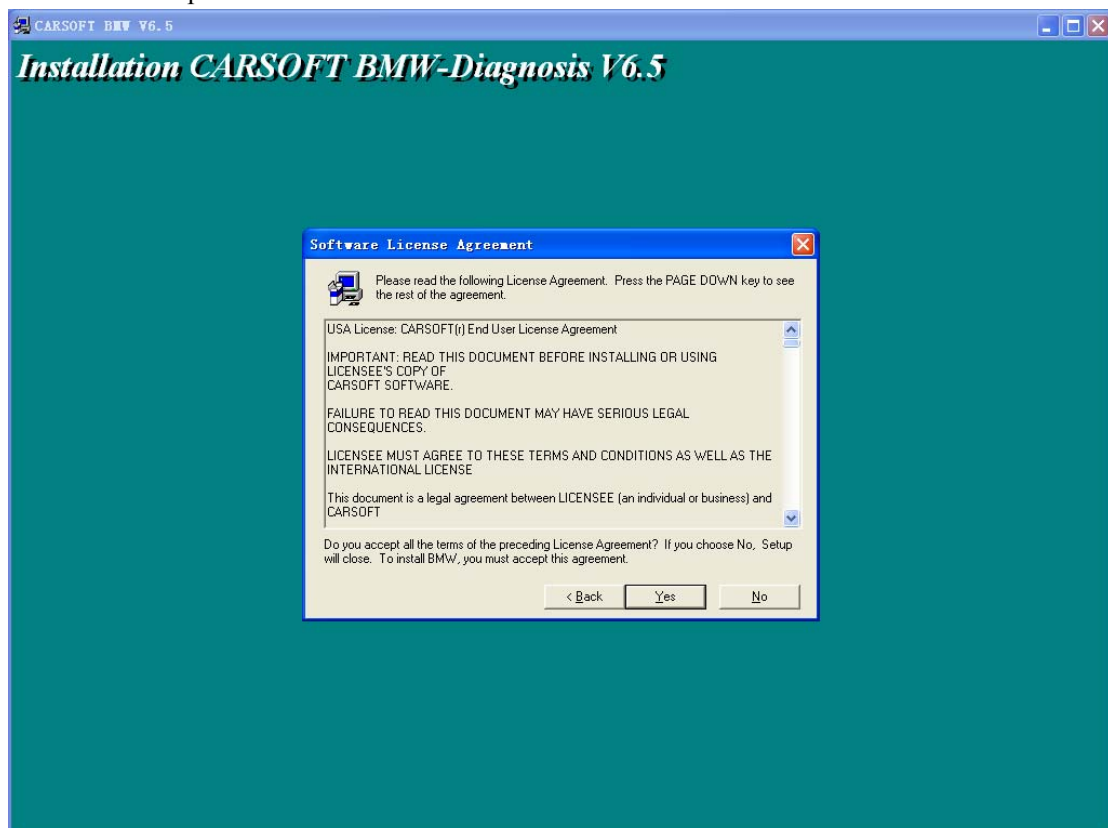 CARSOFT BMW V6.5
Installation CARSOFT BMW-Diagnosis V6.5
Software License Agreement
Please read the following License Agreement. Press the PAGE DOWN key to see
the rest of the agreement.
USA License: CARSOFT(r) End User License Agreement
IMPORTANT: READ THIS DOCUMENT BEFORE INSTALLING OR USING
LICENSEE'S COPY OF
CARSOFT SOFTWARE.
FAILURE TO READ THIS DOCUMENT MAY HAVE SERIOUS LEGAL
CONSEQUENCES.
LICENSEE MUST AGREE TO THESE TERMS AND CONDITIONS AS WELL AS THE
INTERNATIONAL LICENSE
This document is a legal agreement between LICENSEE (an individual or business) and
CARSOFT
Do you accept all the terms of the preceding License Agreement? If you choose No, Setup
will close. To install BMW, you must accept this agreement.
< Back Yes No